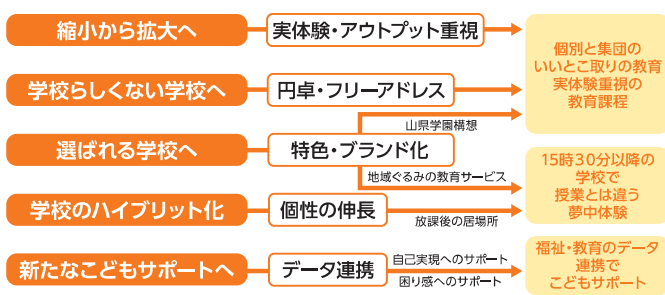 縮小から拡大へ
実体験・アウトプット重視
個別と集団の
いいとこ取りの教育
実体験重視の
教育課程
学校らしくない学校へ
円卓・フリーアドレス
山県学園構想
選ばれる学校へ
特色・ブランド化
地域ぐるみの教育サービス
15時30分以降の
学校で
授業とは違う
夢中体験
学校のハイブリット化
個性の伸長
放課後の居場所
新たなこどもサポートへ
データ連携
自己実現へのサポート
困り感へのサポート
福祉・教育のデータ
連携で
こどもサポート